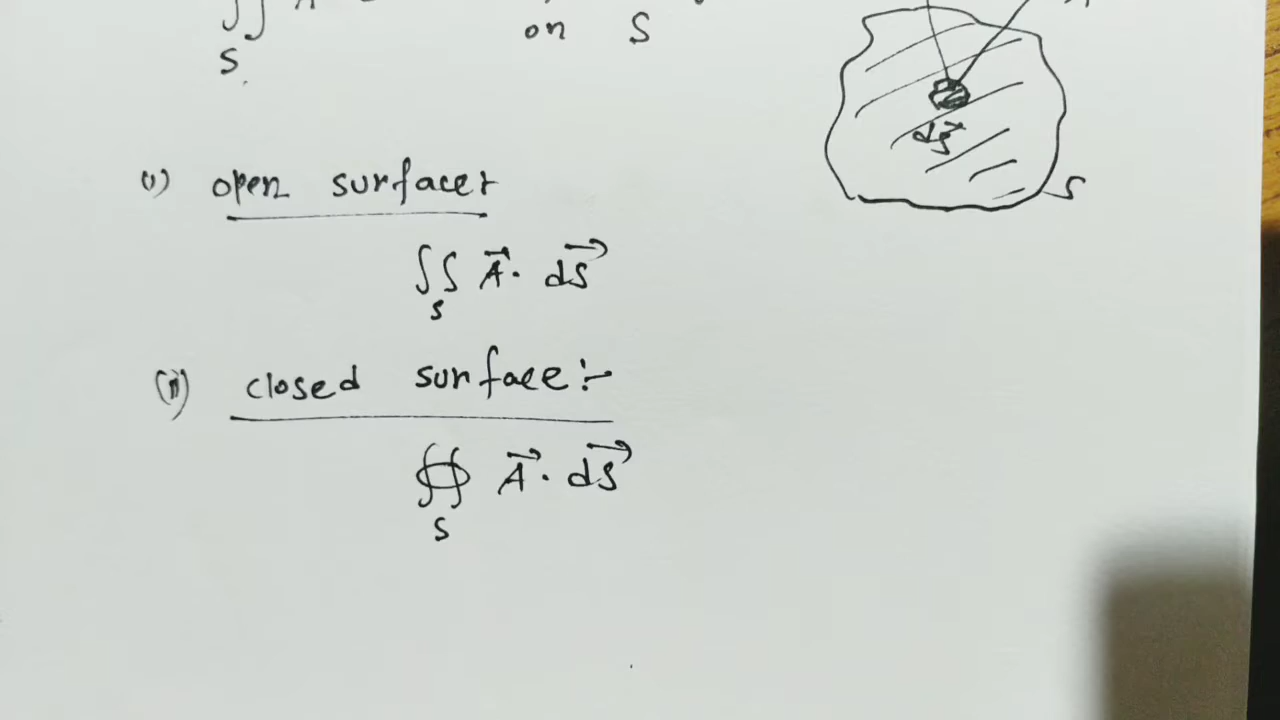 ∬ A
S
on S
dS⃗
S
(i) open surface:-
∬ A⃗ · dS⃗
S
(ii) closed surface:-
∯ A⃗ · dS⃗
S